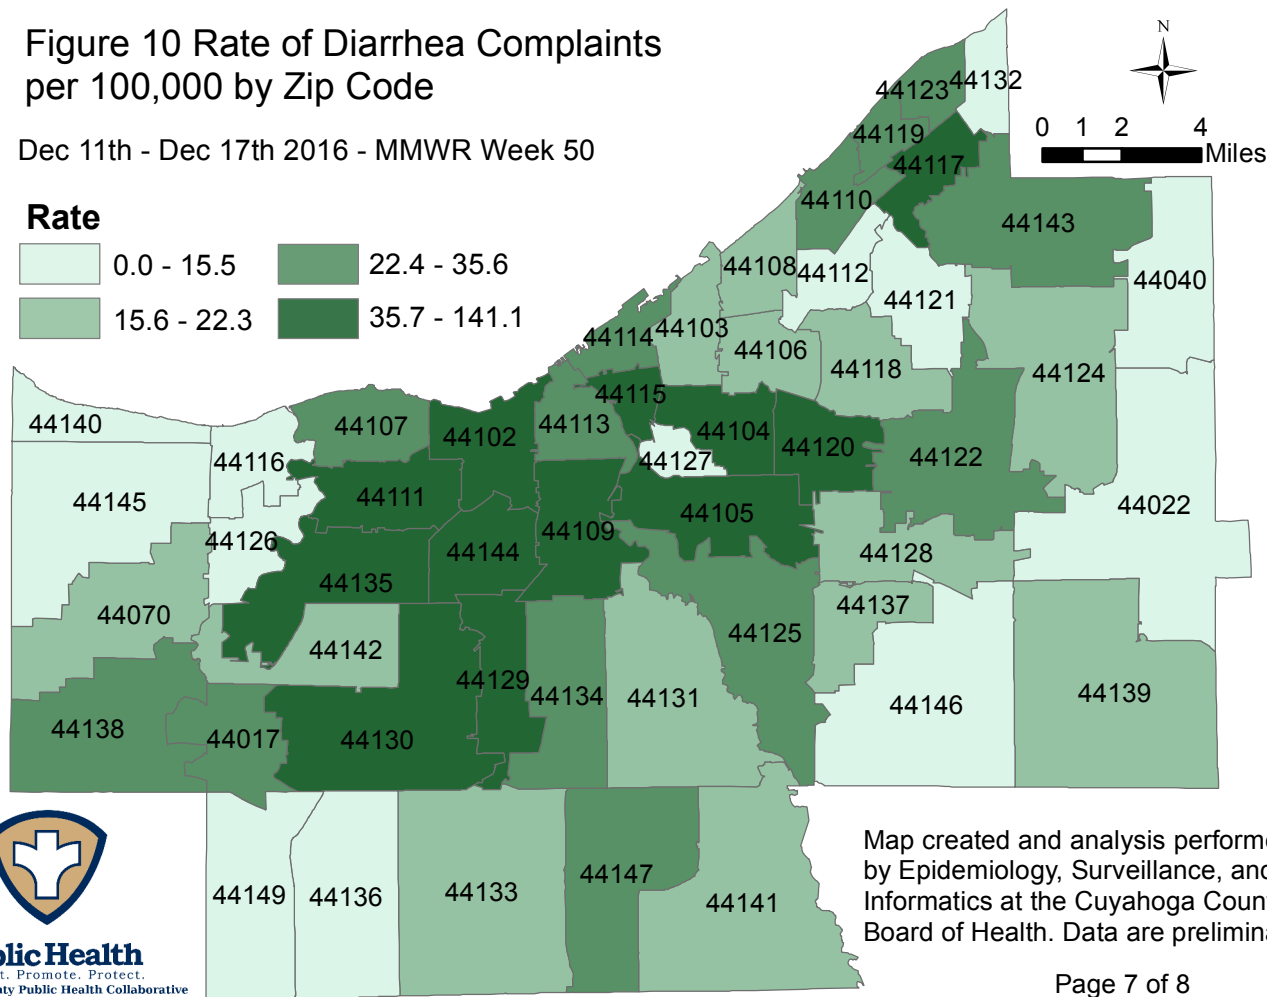 Figure 10 Rate of Diarrhea Complaints
per 100,000 by Zip Code
Dec 11th - Dec 17th 2016 - MMWR Week 50
Rate
0.0 - 15.5
22.4 - 35.6
15.6 - 22.3
35.7 - 141.1
N
0 1 2 4
Miles
44132
44123
44119
44117
44110
44143
44108
44112
44040
44121
44114
44103
44106
44118
44124
44115
44140
44107
44102
44113
44104
44120
44127
44122
44116
44145
44111
44105
44022
44126
44109
44144
44128
44135
44070
44137
44142
44125
44129
44134
44131
44139
44146
44138
44017
44130
44149
44136
44133
44147
44141
Map created and analysis perform
by Epidemiology, Surveillance, and
Informatics at the Cuyahoga Coun
Board of Health. Data are prelimina
blic Health
t. Promote. Protect.
nty Public Health Collaborative
Page 7 of 8